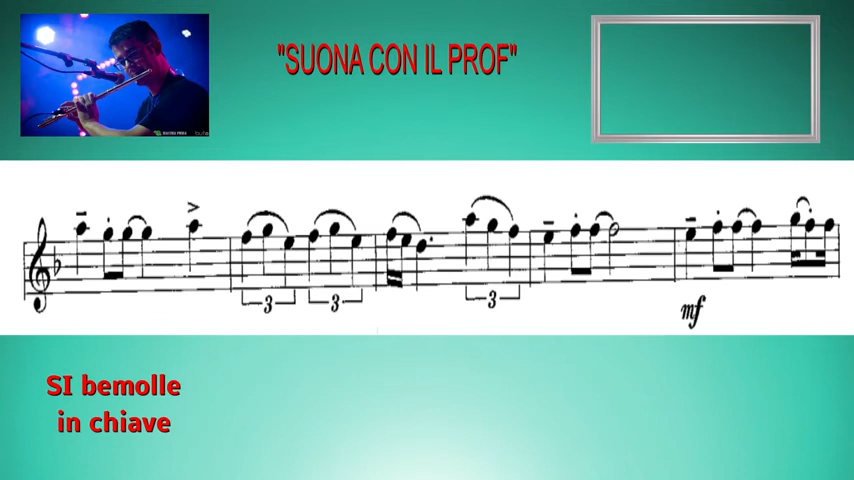 "SUONA CON IL PROF"
3
3
3
mf
SI bemolle
in chiave